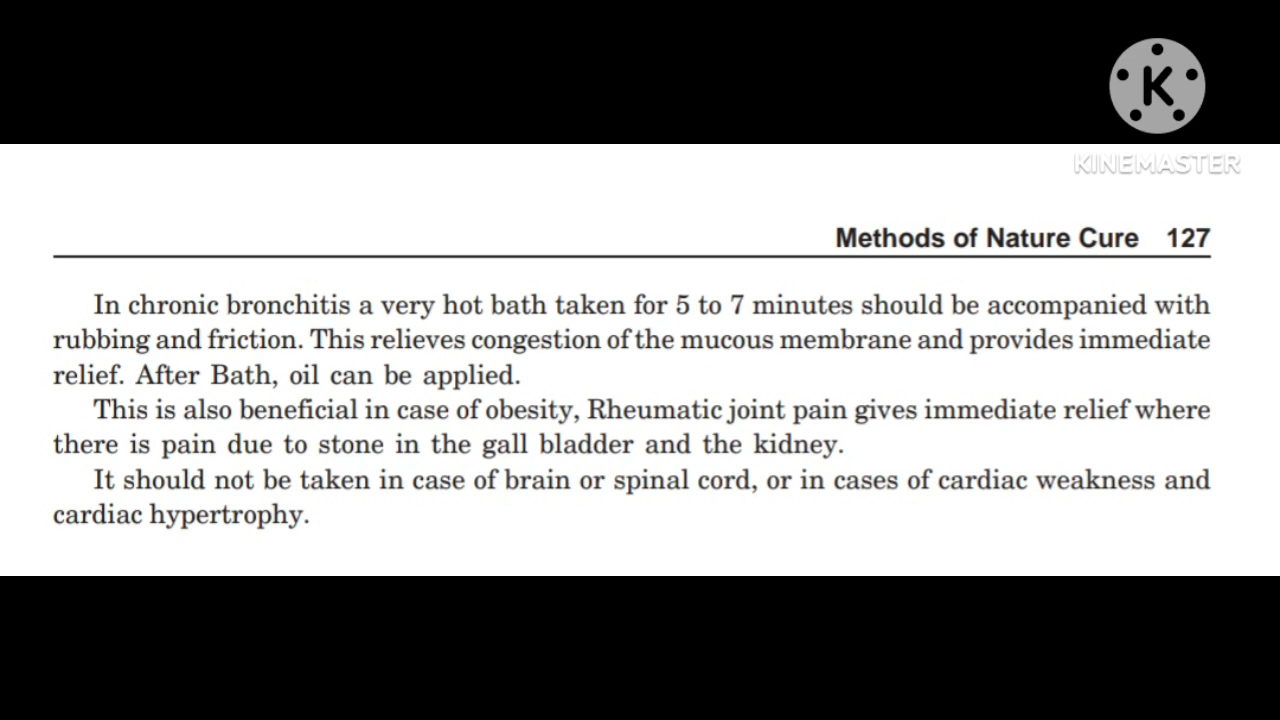 K
KINEMASTER
Methods of Nature Cure 127
In chronic bronchitis a very hot bath taken for 5 to 7 minutes should be accompanied with
rubbing and friction. This relieves congestion of the mucous membrane and provides immediate
relief. After Bath, oil can be applied.
This is also beneficial in case of obesity, Rheumatic joint pain gives immediate relief where
there is pain due to stone in the gall bladder and the kidney.
It should not be taken in case of brain or spinal cord, or in cases of cardiac weakness and
cardiac hypertrophy.